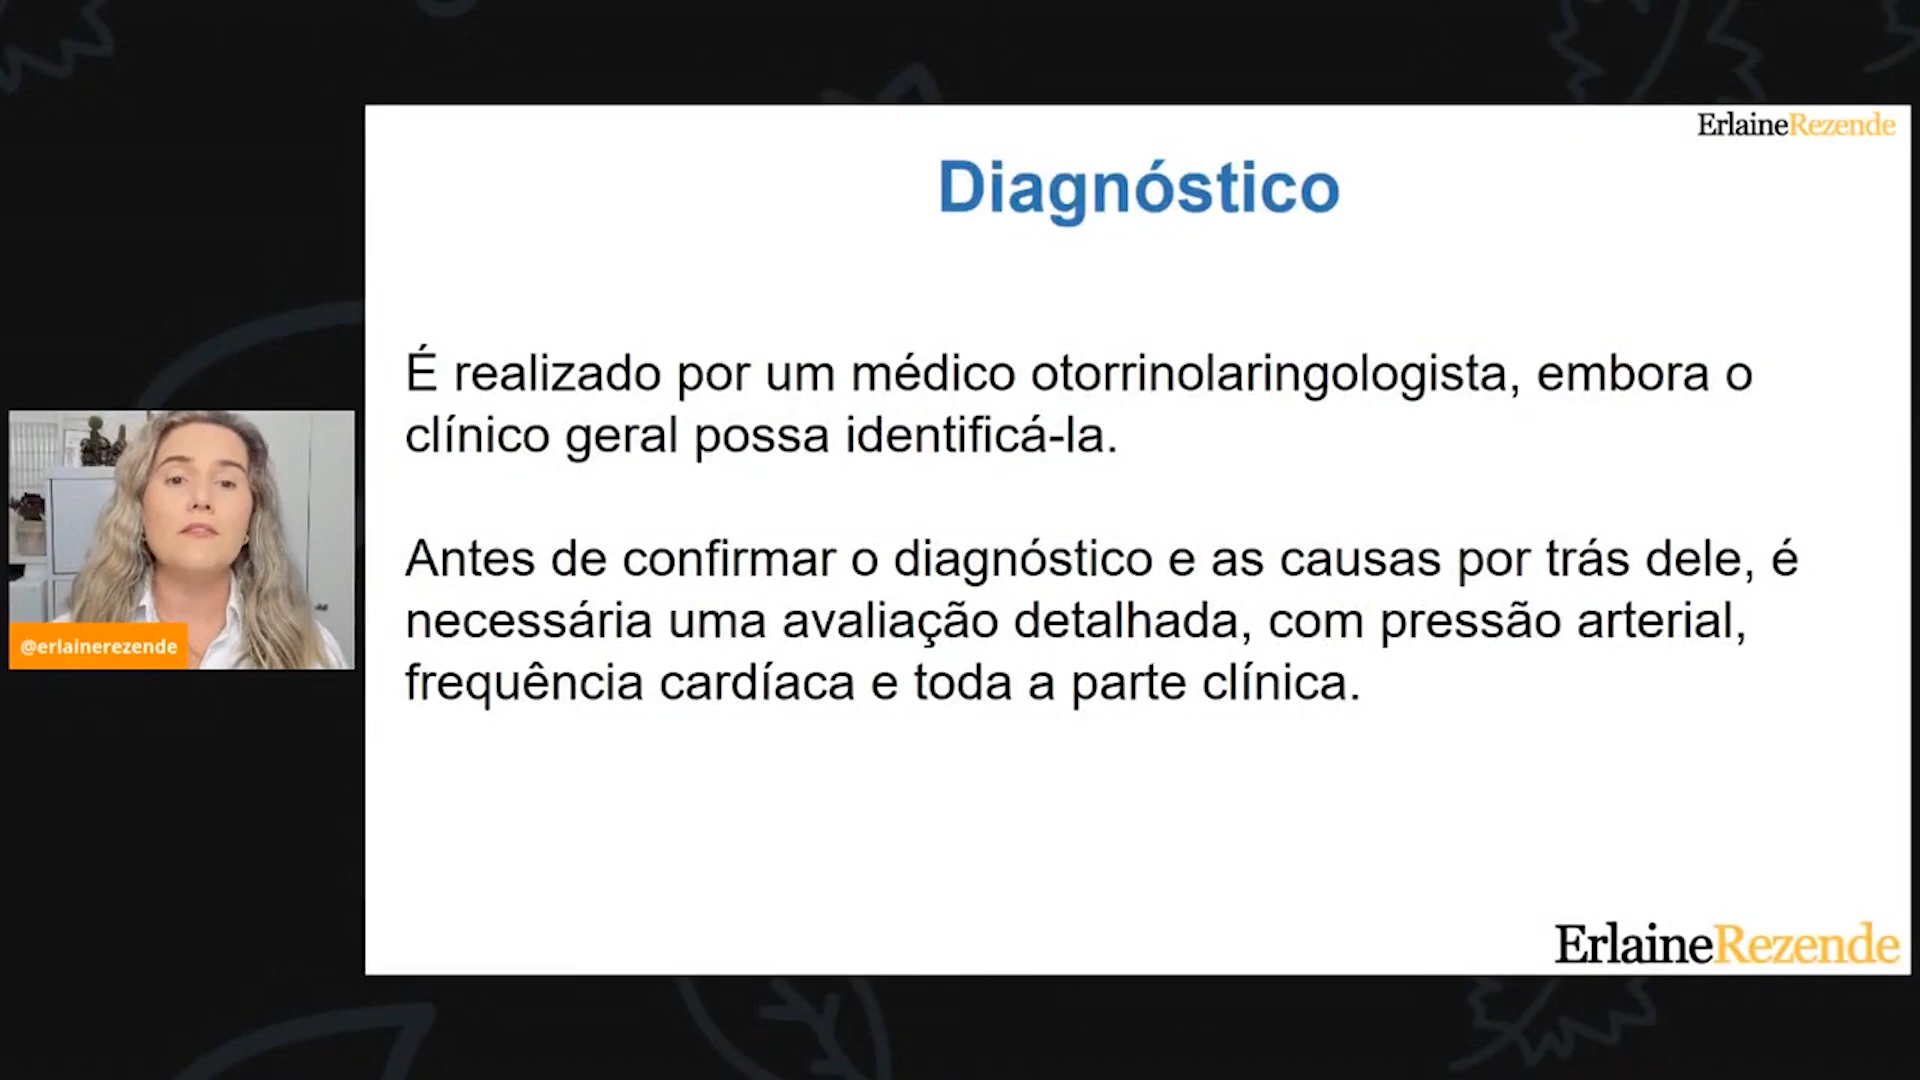 ErlaineRezende
Diagnóstico
É realizado por um médico otorrinolaringologista, embora o
clínico geral possa identificá-la.
Antes de confirmar o diagnóstico e as causas por trás dele, é
necessária uma avaliação detalhada, com pressão arterial,
frequência cardíaca e toda a parte clínica.
@erlainerezende
ErlaineRezende